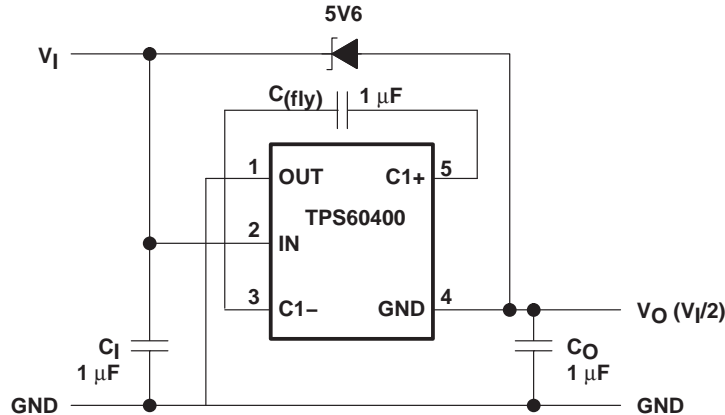 5V6
VI
C(fly) 1 μF
1 OUT C1+ 5
TPS60400
2 IN
3 C1− GND 4
VO (VI/2)
CI
1 μF
CO
1 μF
GND GND